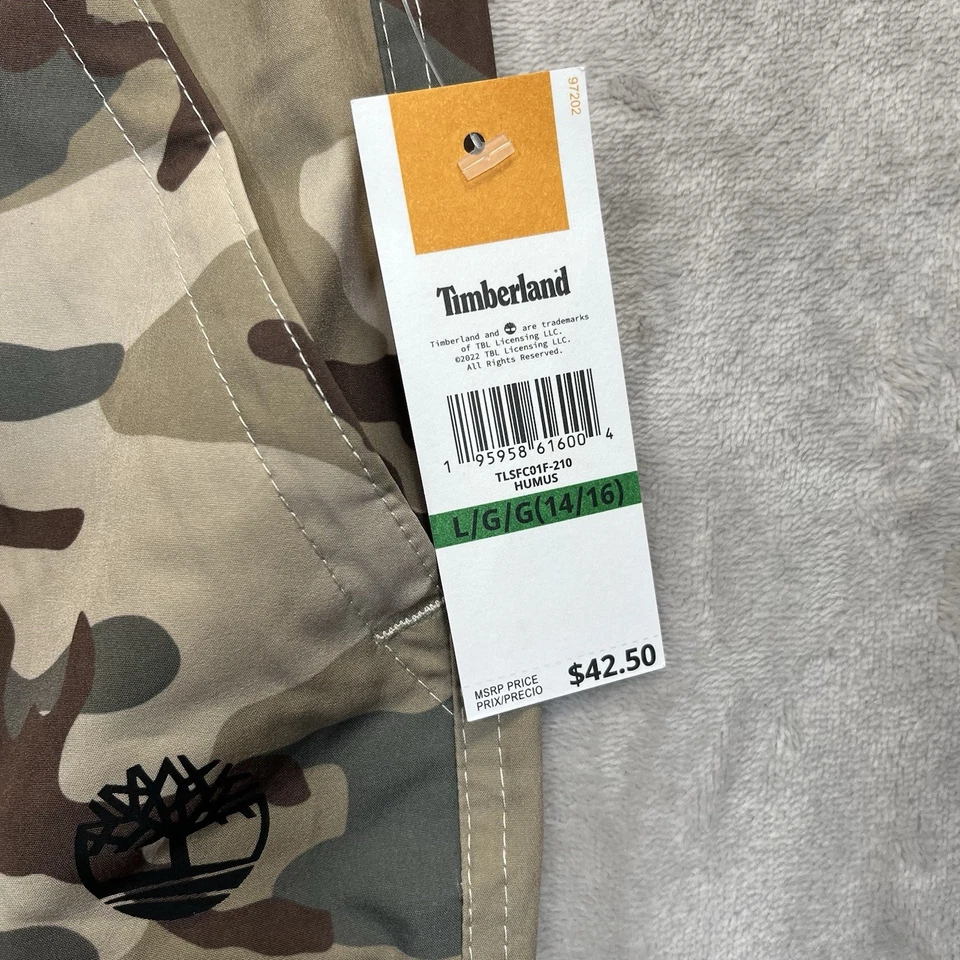 97202
Timberland
Timberland and are trademarks
of TBL Licensing LLC.
©2022 TBL Licensing LLC.
All Rights Reserved.
1 95958 61600 4
TLSFC01F-210
HUMUS
L/G/G(14/16)
MSRP PRICE
PRIX/PRECIO
$42.50